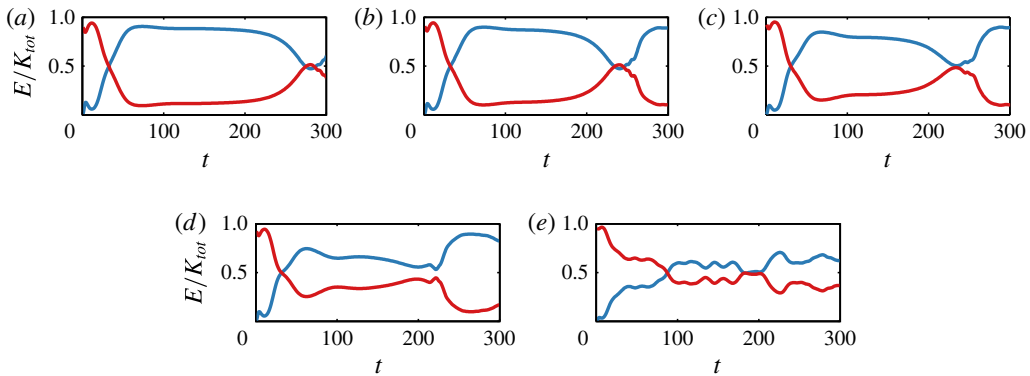 (a) (b) (c)
1.0 1.0 1.0
E/K_tot 0.5 0.5 0.5
0 100 200 300 0 100 200 300 0 100 200 300
t t t
(d) (e)
1.0 1.0
E/K_tot 0.5 0.5
0 100 200 300 0 100 200 300
t t